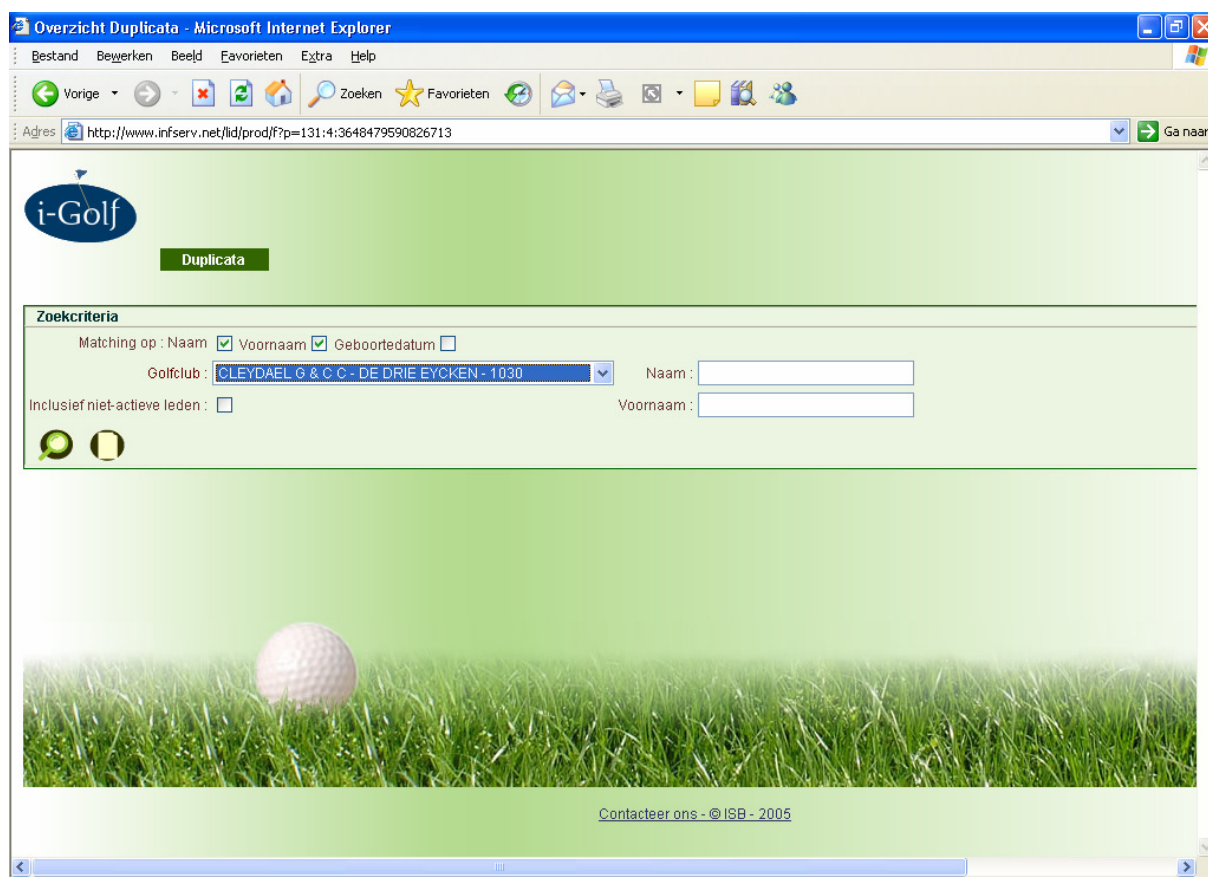 Overzicht Duplicata - Microsoft Internet Explorer
Bestand Bewerken Beeld Favorieten Extra Help
Vorige Zoeken Favorieten
Adres http://www.infserv.net/lid/prod/f?p=131:4:3648479590826713 Ga naar
i-Golf
Duplicata
Zoekcriteria
Matching op : Naam Voornaam Geboortedatum
Golfclub : CLEYDAEL G & C C - DE DRIE EYCKEN - 1030 Naam :
Inclusief niet-actieve leden : Voornaam :
Contacteer ons - © ISB - 2005